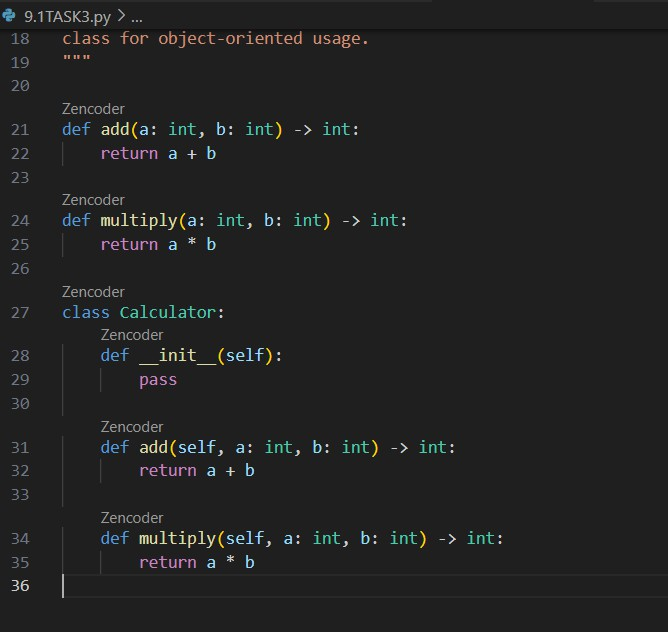 9.1TASK3.py > ...
18 class for object-oriented usage.
19 """
20
Zencoder
21 def add(a: int, b: int) -> int:
22     return a + b
23
Zencoder
24 def multiply(a: int, b: int) -> int:
25     return a * b
26
Zencoder
27 class Calculator:
Zencoder
28     def __init__(self):
29         pass
30
Zencoder
31     def add(self, a: int, b: int) -> int:
32         return a + b
33
Zencoder
34     def multiply(self, a: int, b: int) -> int:
35         return a * b
36